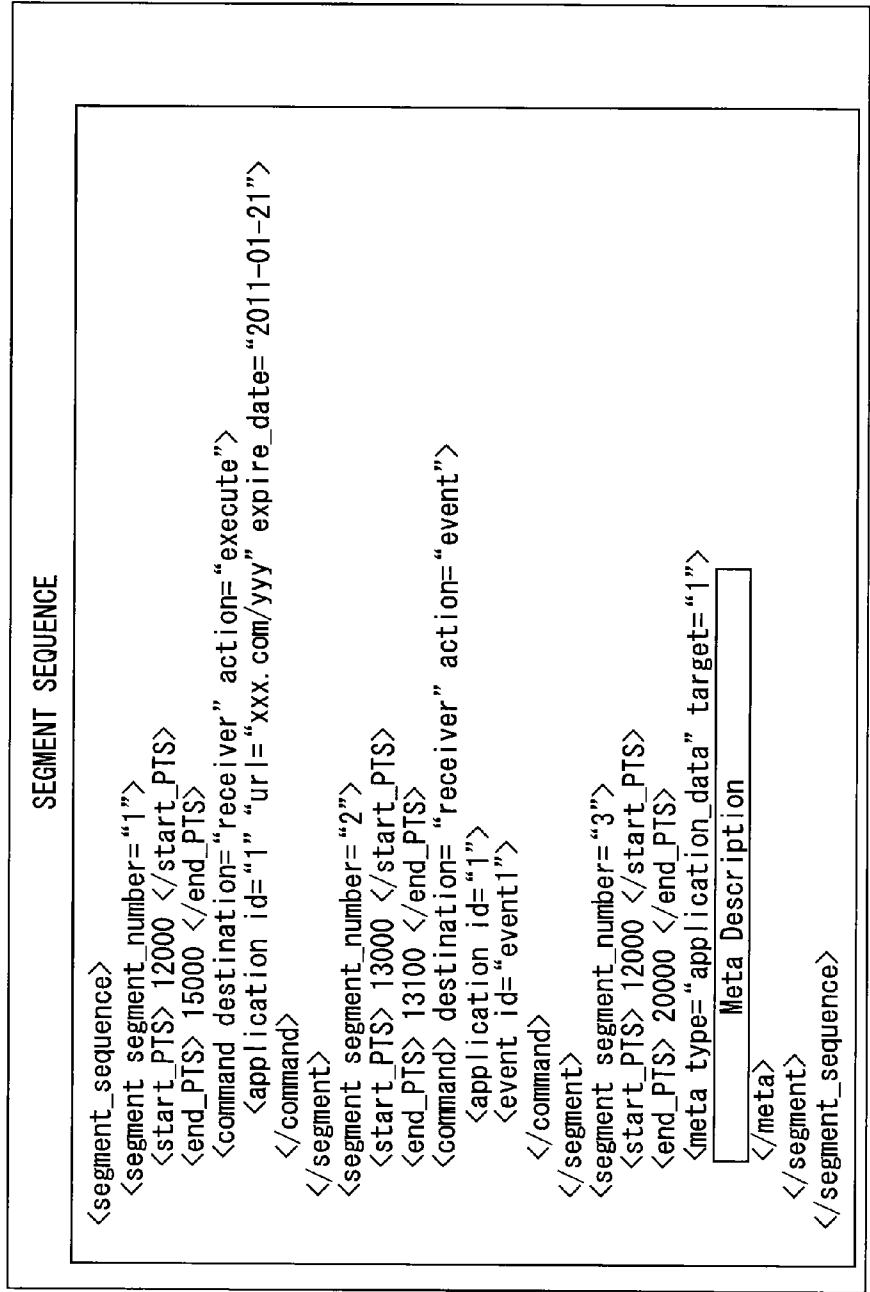 SEGMENT SEQUENCE
<segment_sequence>
<segment segment_number=“1”>
<start_PTS> 12000 </start_PTS>
<end_PTS> 15000 </end_PTS>
<command destination=“receiver” action=“execute”>
<application id=“1” “url=“xxx.com/yyy” expire_date=“2011-01-21”>
</command>
</segment>
<segment segment_number=“2”>
<start_PTS> 13000 </start_PTS>
<end_PTS> 13100 </end_PTS>
<command> destination=“receiver” action=“event”>
<application id=“1”>
<event id=“event1”>
</command>
</segment>
<segment segment_number=“3”>
<start_PTS> 12000 </start_PTS>
<end_PTS> 20000 </end_PTS>
<meta type=“application_data” target=“1”>
Meta Description
</meta>
</segment>
</segment_sequence>